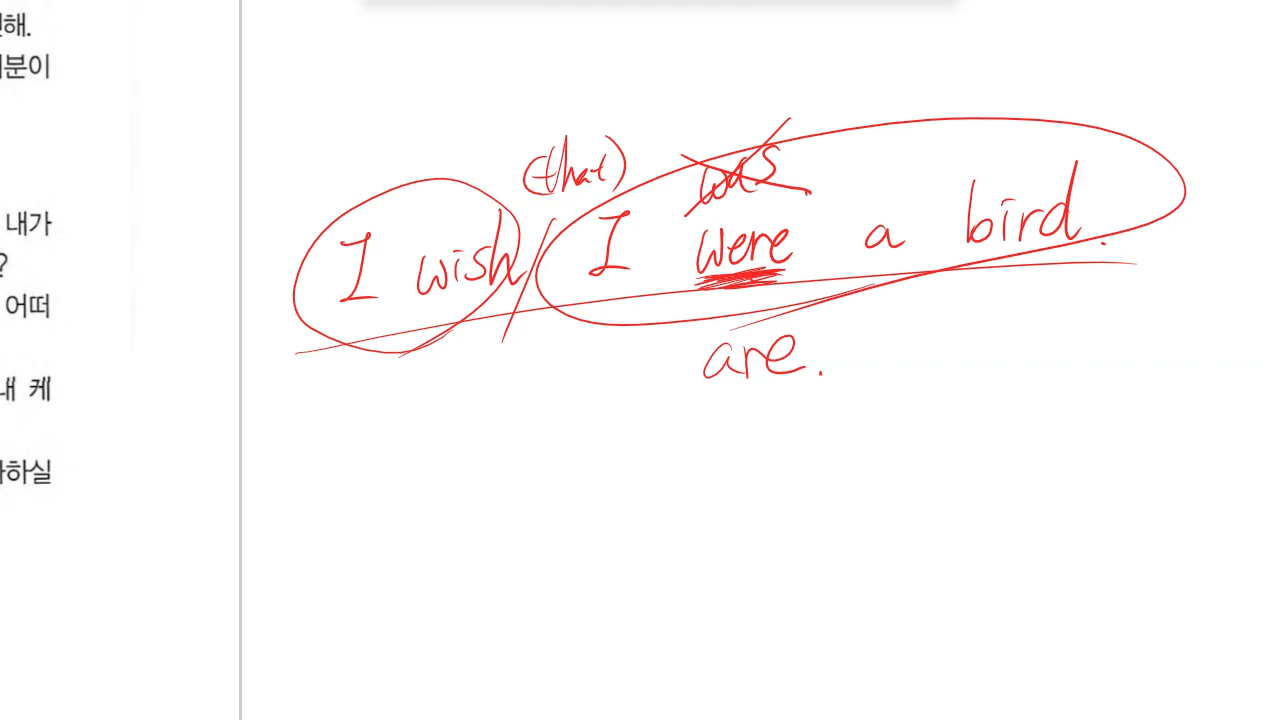 해.
분이
내가
?
어떠
내 케
하실
(that) was
I wish / I were a bird.
are.